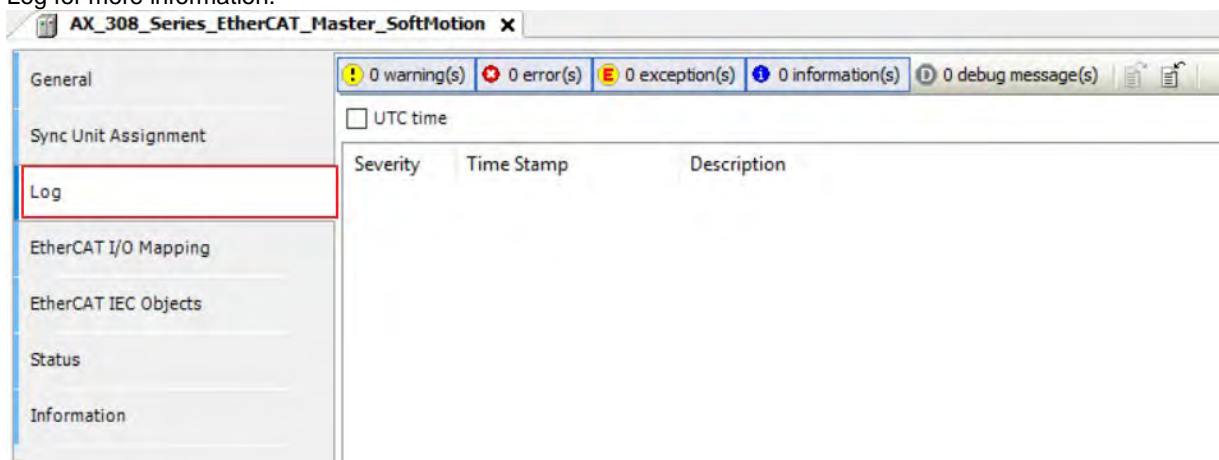 Log for more information.
AX_308_Series_EtherCAT_Master_SoftMotion X
General
0 warning(s) 0 error(s) E 0 exception(s) 0 information(s) D 0 debug message(s)
Sync Unit Assignment
UTC time
Severity Time Stamp Description
Log
EtherCAT I/O Mapping
EtherCAT IEC Objects
Status
Information